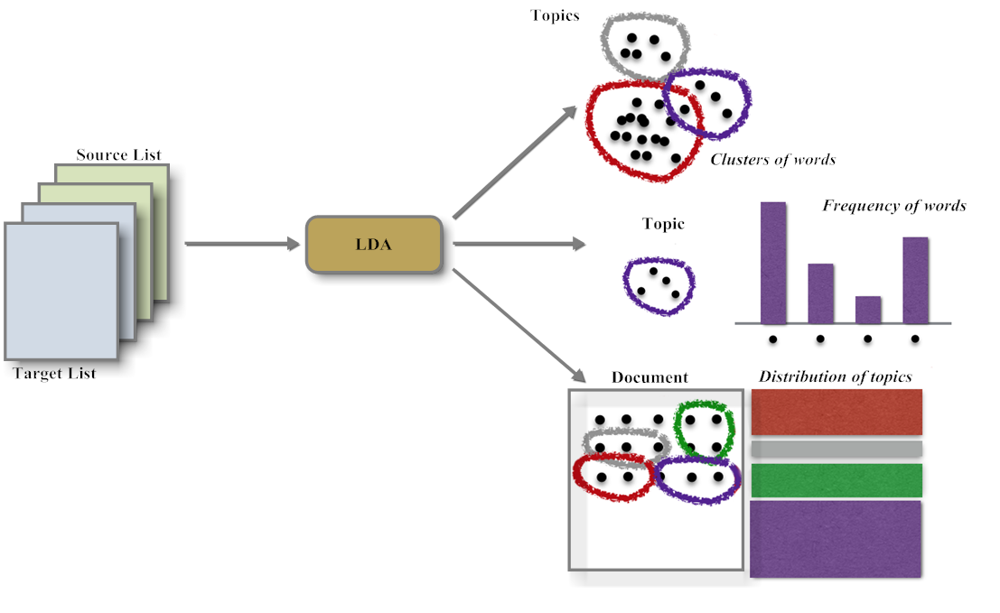 Topics
Clusters of words
Source List
Target List
LDA
Topic
Frequency of words
Document
Distribution of topics